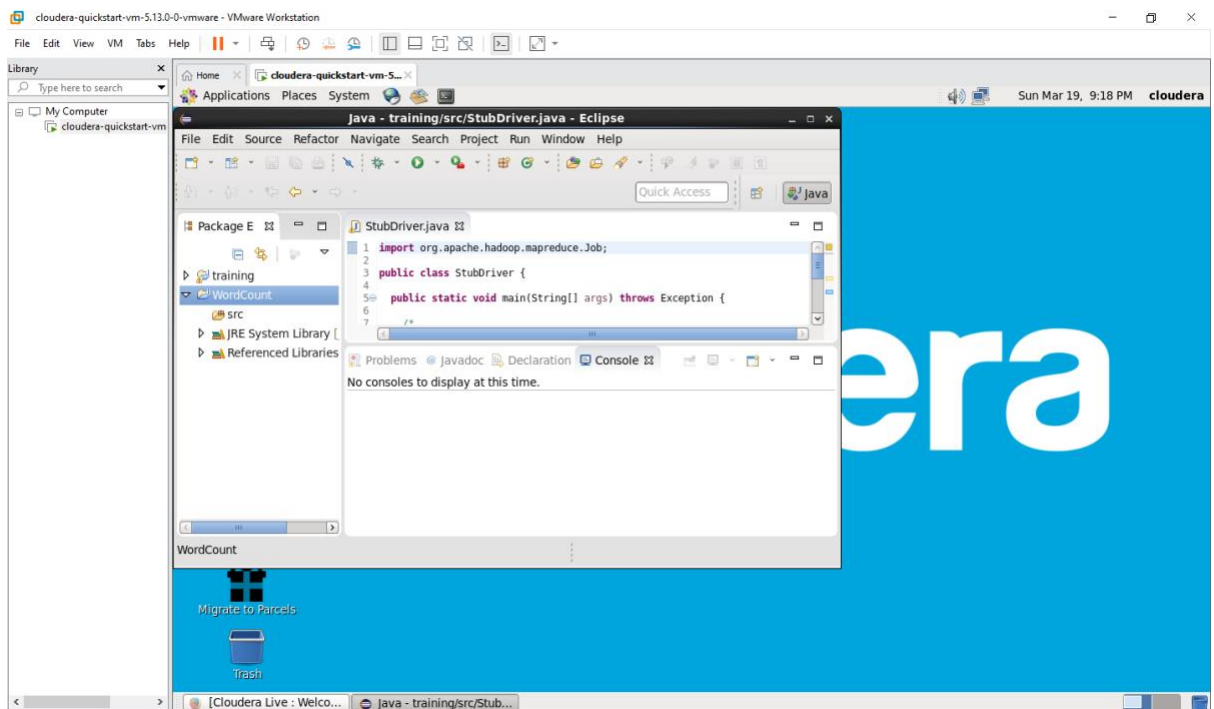 cloudera-quickstart-vm-5.13.0-0-vmware - VMware Workstation
File Edit View VM Tabs Help
Library
Type here to search
My Computer
cloudera-quickstart-vm
Home
cloudera-quickstart-vm-5...
Applications Places System
Sun Mar 19, 9:18 PM cloudera
Java - training/src/StubDriver.java - Eclipse
File Edit Source Refactor Navigate Search Project Run Window Help
Quick Access
Java
Package E
training
WordCount
src
JRE System Library [
Referenced Libraries
StubDriver.java
1 import org.apache.hadoop.mapreduce.Job;
2
3 public class StubDriver {
4
5 public static void main(String[] args) throws Exception {
6
7 /*
Problems Javadoc Declaration Console
No consoles to display at this time.
WordCount
era
Migrate to Parcels
Trash
[Cloudera Live : Welco...
Java - training/src/Stub...